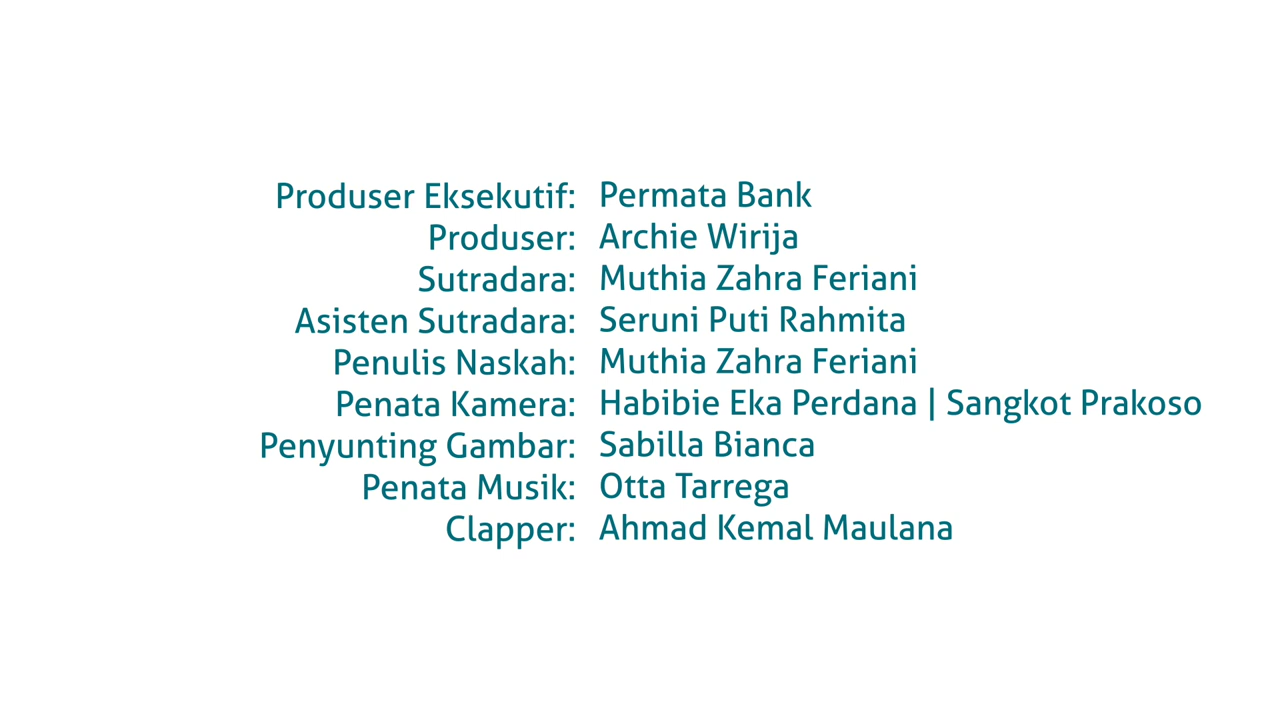 Produser Eksekutif: Permata Bank
Produser: Archie Wirija
Sutradara: Muthia Zahra Feriani
Asisten Sutradara: Seruni Puti Rahmita
Penulis Naskah: Muthia Zahra Feriani
Penata Kamera: Habibie Eka Perdana | Sangkot Prakoso
Penyunting Gambar: Sabilla Bianca
Penata Musik: Otta Tarrega
Clapper: Ahmad Kemal Maulana